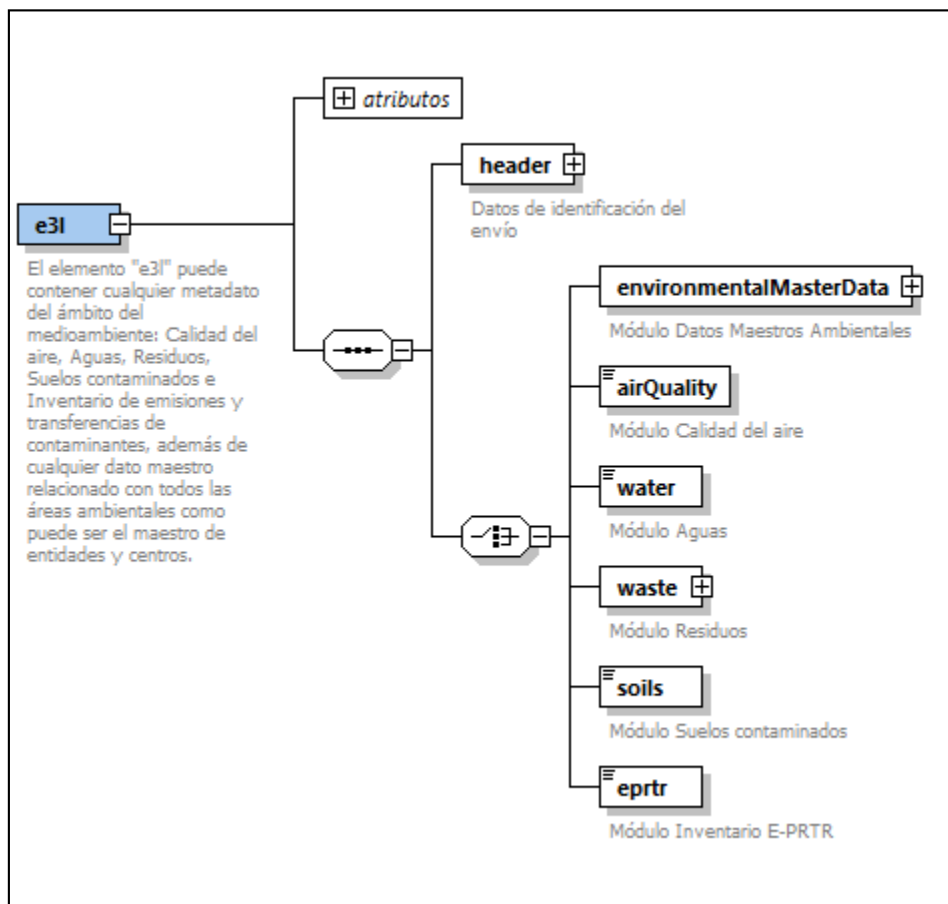 atributos
header
Datos de identificación del
envío
e3l
El elemento "e3l" puede
contener cualquier metadato
del ámbito del
medioambiente: Calidad del
aire, Aguas, Residuos,
Suelos contaminados e
Inventario de emisiones y
transferencias de
contaminantes, además de
cualquier dato maestro
relacionado con todos las
áreas ambientales como
puede ser el maestro de
entidades y centros.
environmentalMasterData
Módulo Datos Maestros Ambientales
airQuality
Módulo Calidad del aire
water
Módulo Aguas
waste
Módulo Residuos
soils
Módulo Suelos contaminados
eprtr
Módulo Inventario E-PRTR